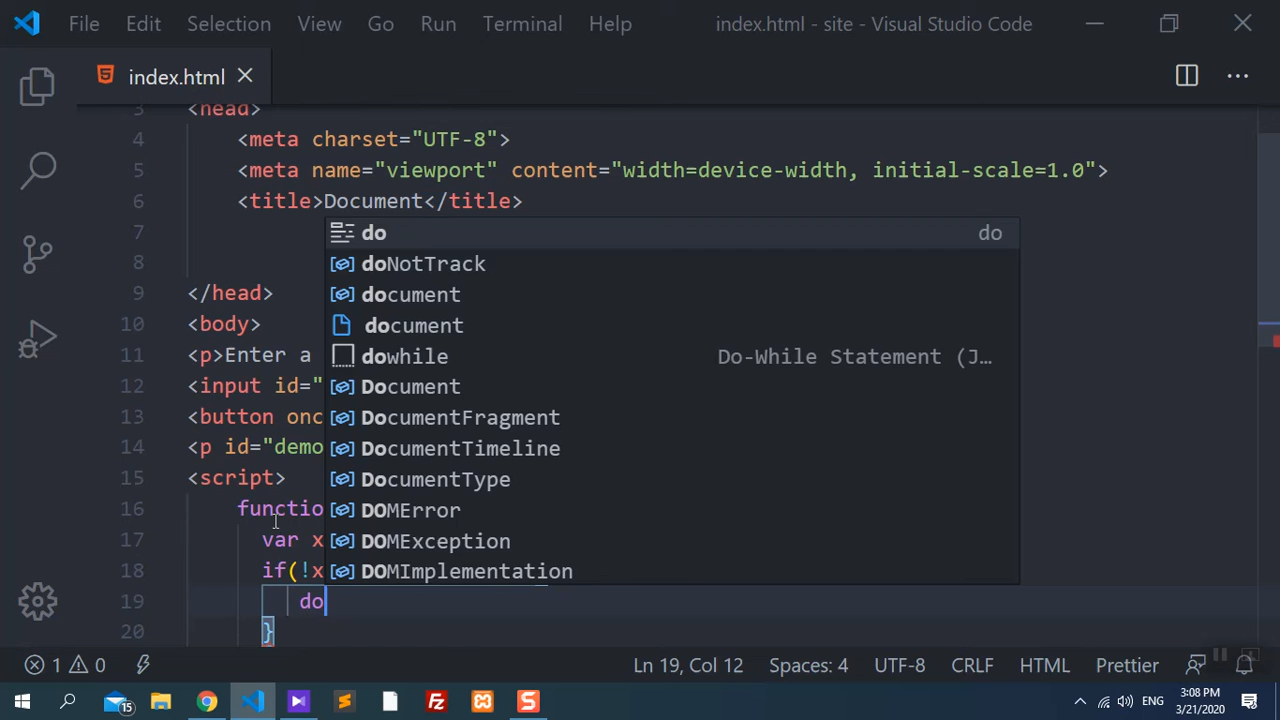 File Edit Selection View Go Run Terminal Help index.html - site - Visual Studio Code
index.html
3 <head>
4 <meta charset="UTF-8">
5 <meta name="viewport" content="width=device-width, initial-scale=1.0">
6 <title>Document</title>
7
8
9 </head>
10 <body>
11 <p>Enter a
12 <input id="
13 <button onc
14 <p id="demo
15 <script>
16 functio
17 var x
18 if(!x
19 do
20 }
do do
doNotTrack
document
document
dowhile Do-While Statement (J…
Document
DocumentFragment
DocumentTimeline
DocumentType
DOMError
DOMException
DOMImplementation
1 0 Ln 19, Col 12 Spaces: 4 UTF-8 CRLF HTML Prettier
15 ENG 3:08 PM
3/21/2020